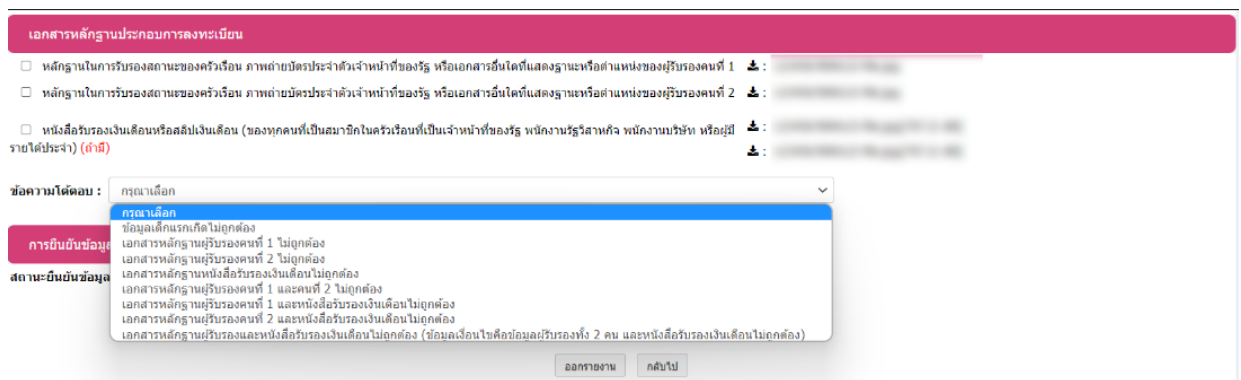 เอกสารหลักฐานประกอบการลงทะเบียน
หลักฐานในการรับรองสถานะของครัวเรือน ภาพถ่ายบัตรประจำตัวเจ้าหน้าที่ของรัฐ หรือเอกสารอื่นใดที่แสดงฐานะหรือตำแหน่งของผู้รับรองคนที่ 1 :
หลักฐานในการรับรองสถานะของครัวเรือน ภาพถ่ายบัตรประจำตัวเจ้าหน้าที่ของรัฐ หรือเอกสารอื่นใดที่แสดงฐานะหรือตำแหน่งของผู้รับรองคนที่ 2 :
หนังสือรับรองเงินเดือนหรือสลิปเงินเดือน (ของทุกคนที่เป็นสมาชิกในครัวเรือนที่เป็นเจ้าหน้าที่ของรัฐ พนักงานรัฐวิสาหกิจ พนักงานบริษัท หรือผู้มี :
รายได้ประจำ) (ถ้ามี) :
ข้อความโต้ตอบ : กรุณาเลือก
กรุณาเลือก
ข้อมูลเด็กแรกเกิดไม่ถูกต้อง
เอกสารหลักฐานผู้รับรองคนที่ 1 ไม่ถูกต้อง
การยืนยันข้อมูล
เอกสารหลักฐานผู้รับรองคนที่ 2 ไม่ถูกต้อง
เอกสารหลักฐานหนังสือรับรองเงินเดือนไม่ถูกต้อง
สถานะยืนยันข้อมูล
เอกสารหลักฐานผู้รับรองคนที่ 1 และคนที่ 2 ไม่ถูกต้อง
เอกสารหลักฐานผู้รับรองคนที่ 1 และหนังสือรับรองเงินเดือนไม่ถูกต้อง
เอกสารหลักฐานผู้รับรองคนที่ 2 และหนังสือรับรองเงินเดือนไม่ถูกต้อง
เอกสารหลักฐานผู้รับรองและหนังสือรับรองเงินเดือนไม่ถูกต้อง (ข้อมูลเงื่อนไขคือข้อมูลผู้รับรองทั้ง 2 คน และหนังสือรับรองเงินเดือนไม่ถูกต้อง)
ออกรายงาน กลับไป